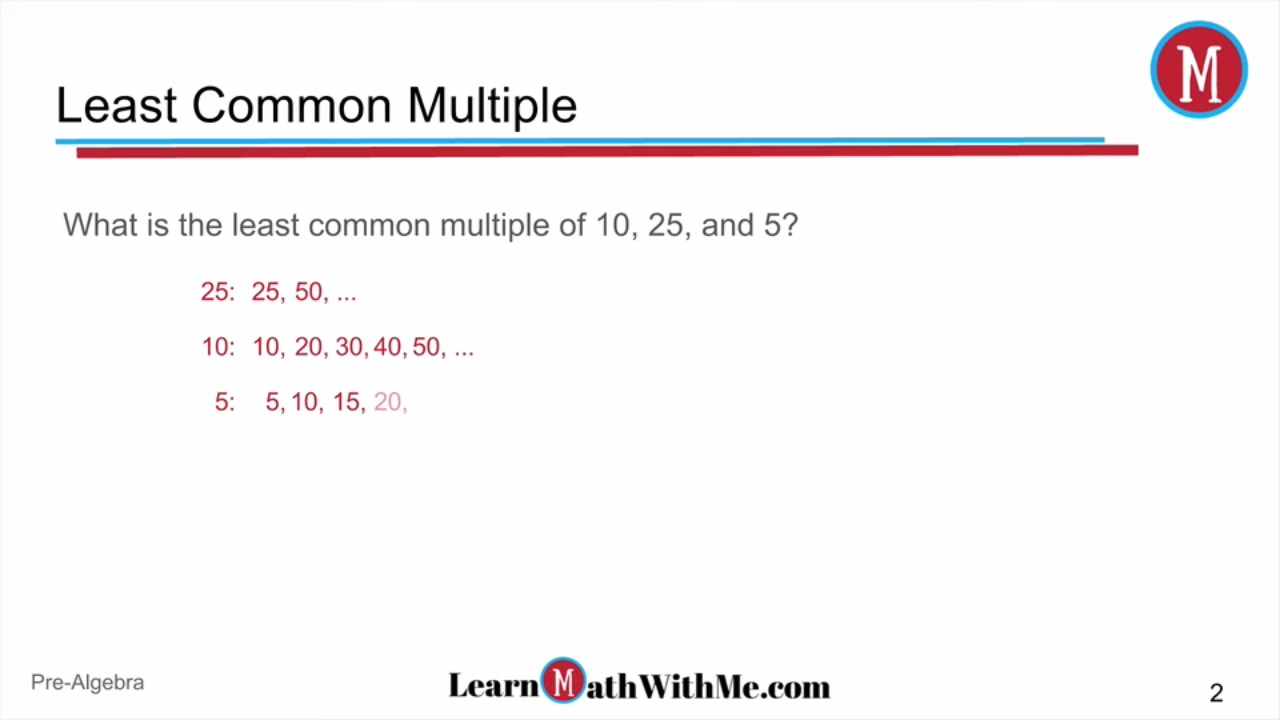 M
Least Common Multiple
What is the least common multiple of 10, 25, and 5?
25: 25, 50, ...
10: 10, 20, 30, 40, 50, ...
5: 5, 10, 15, 20,
Pre-Algebra
LearnMathWithMe.com
2